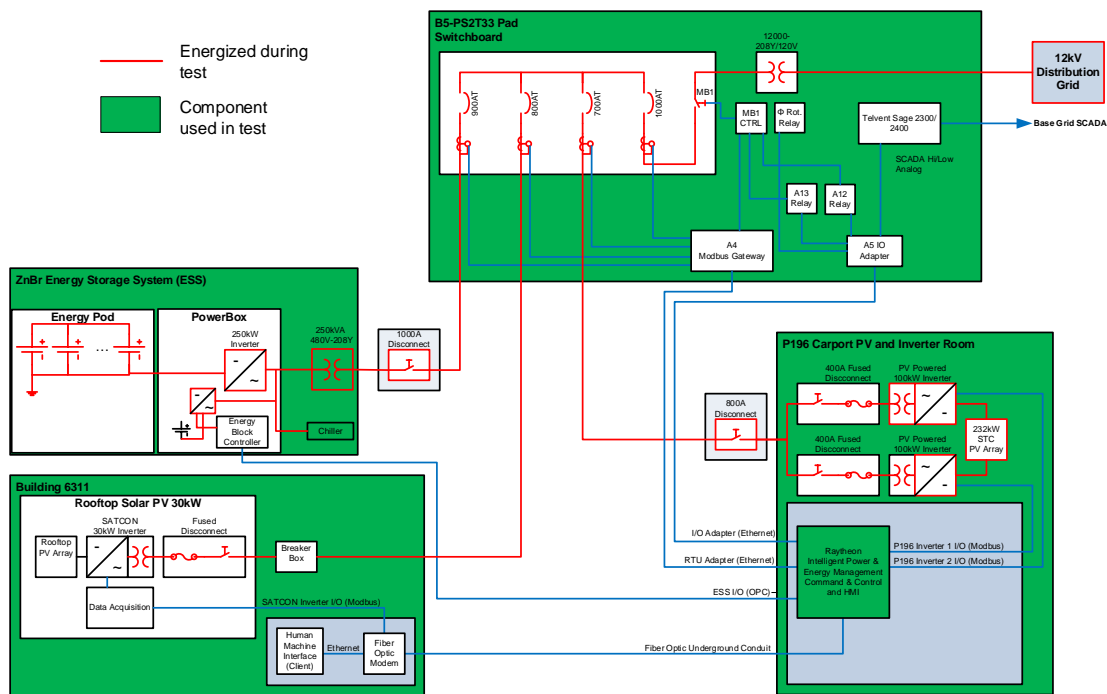 Energized during
test
Component
used in test
B5-PS2T33 Pad
Switchboard
12000-
208Y/120V
12kV
Distribution
Grid
900AT
800AT
700AT
1000AT
MB1
MB1
CTRL
Φ Rot.
Relay
Telvent Sage 2300/
2400
Base Grid SCADA
SCADA Hi/Low
Analog
A13
Relay
A12
Relay
A4
Modbus Gateway
A5 IO
Adapter
ZnBr Energy Storage System (ESS)
Energy Pod
PowerBox
250kW
Inverter
250kVA
480V-208Y
1000A
Disconnect
Energy
Block
Controller
Chiller
P196 Carport PV and Inverter Room
400A Fused
Disconnect
PV Powered
100kW Inverter
800A
Disconnect
232kW
STC
PV Array
400A Fused
Disconnect
PV Powered
100kW Inverter
Building 6311
Rooftop Solar PV 30kW
SATCON
30kW Inverter
Fused
Disconnect
Rooftop
PV Array
Breaker
Box
Data Acquisition
SATCON Inverter I/O (Modbus)
Human
Machine
Interface
(Client)
Ethernet
Fiber
Optic
Modem
I/O Adapter (Ethernet)
RTU Adapter (Ethernet)
ESS I/O (OPC)
Fiber Optic Underground Conduit
Raytheon
Intelligent Power &
Energy Management
Command & Control
and HMI
P196 Inverter 1 I/O (Modbus)
P196 Inverter 2 I/O (Modbus)